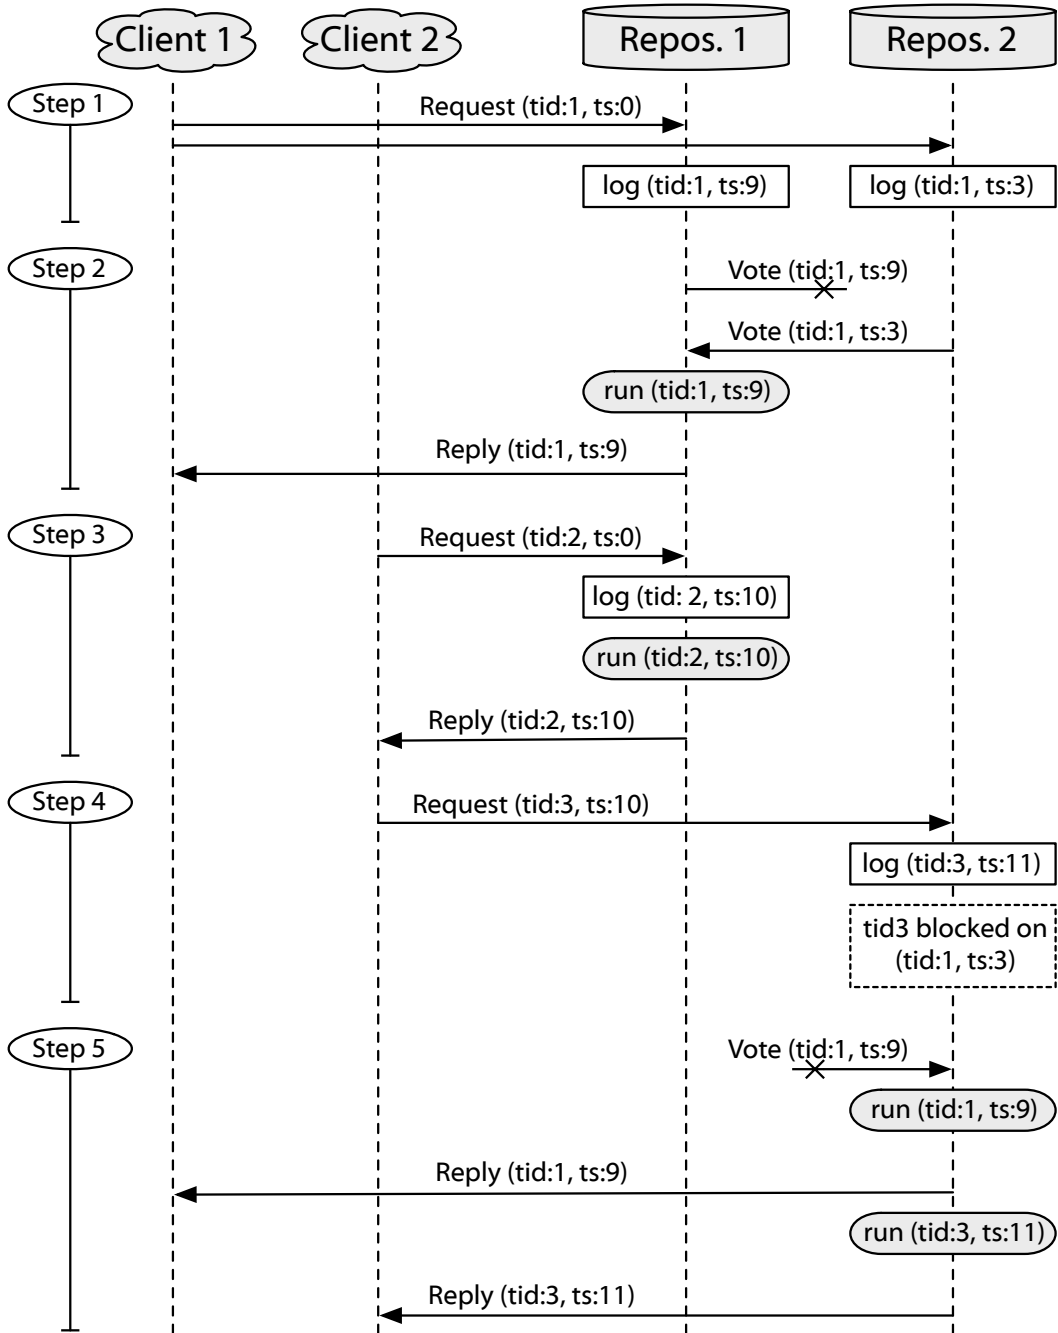 Client 1
Client 2
Repos. 1
Repos. 2
Step 1
Request (tid:1, ts:0)
log (tid:1, ts:9)
log (tid:1, ts:3)
Step 2
Vote (tid:1, ts:9)
Vote (tid:1, ts:3)
run (tid:1, ts:9)
Reply (tid:1, ts:9)
Step 3
Request (tid:2, ts:0)
log (tid: 2, ts:10)
run (tid:2, ts:10)
Reply (tid:2, ts:10)
Step 4
Request (tid:3, ts:10)
log (tid:3, ts:11)
tid3 blocked on
(tid:1, ts:3)
Step 5
Vote (tid:1, ts:9)
run (tid:1, ts:9)
Reply (tid:1, ts:9)
run (tid:3, ts:11)
Reply (tid:3, ts:11)